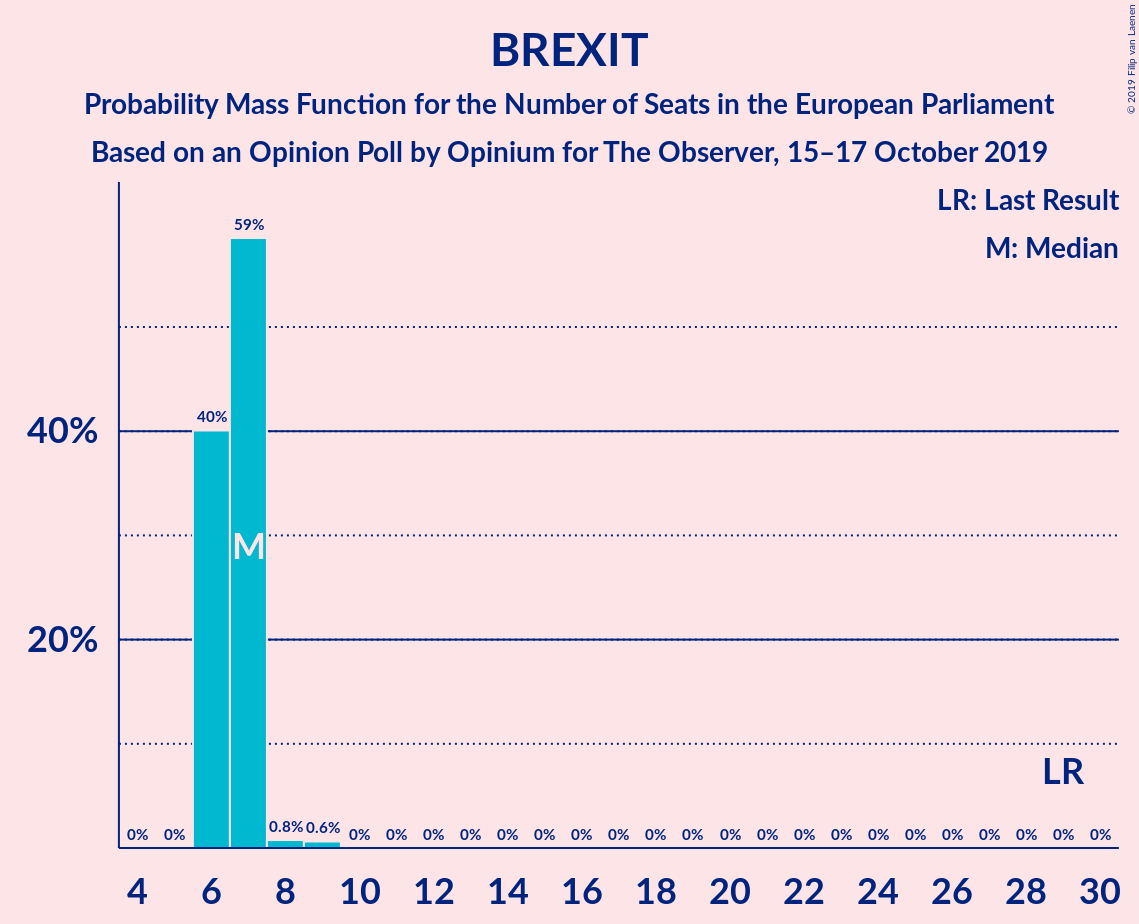 BREXIT
Probability Mass Function for the Number of Seats in the European Parliament
Based on an Opinion Poll by Opinium for The Observer, 15–17 October 2019
© 2019 Filip van Laenen
LR: Last Result
M: Median
59%
40%
40%
M
20%
LR
0% 0% 0.8% 0.6% 0% 0% 0% 0% 0% 0% 0% 0% 0% 0% 0% 0% 0% 0% 0% 0% 0% 0% 0% 0% 0%
4 6 8 10 12 14 16 18 20 22 24 26 28 30